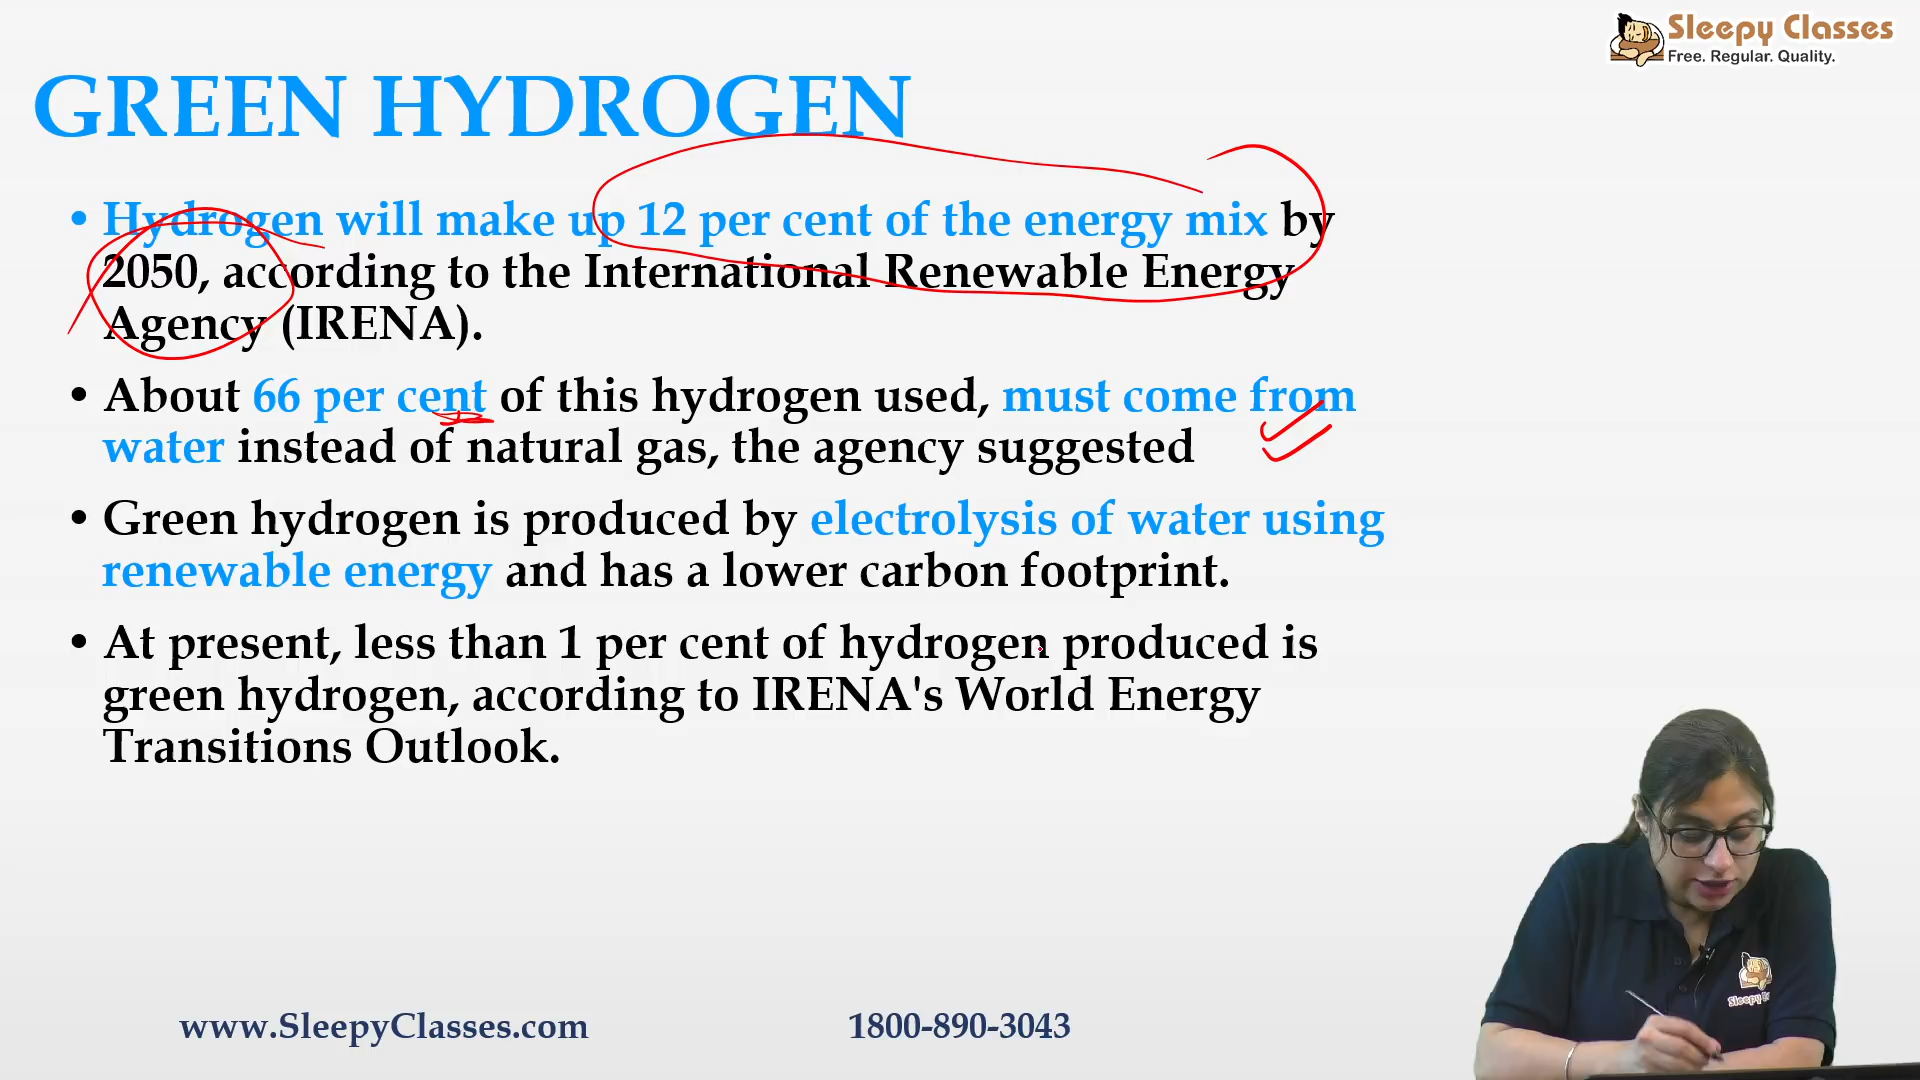 Sleepy Classes
Free. Regular. Quality.
GREEN HYDROGEN
• Hydrogen will make up 12 per cent of the energy mix by
2050, according to the International Renewable Energy
Agency (IRENA).
• About 66 per cent of this hydrogen used, must come from
water instead of natural gas, the agency suggested
• Green hydrogen is produced by electrolysis of water using
renewable energy and has a lower carbon footprint.
• At present, less than 1 per cent of hydrogen produced is
green hydrogen, according to IRENA's World Energy
Transitions Outlook.
Sleepy
www.SleepyClasses.com
1800-890-3043